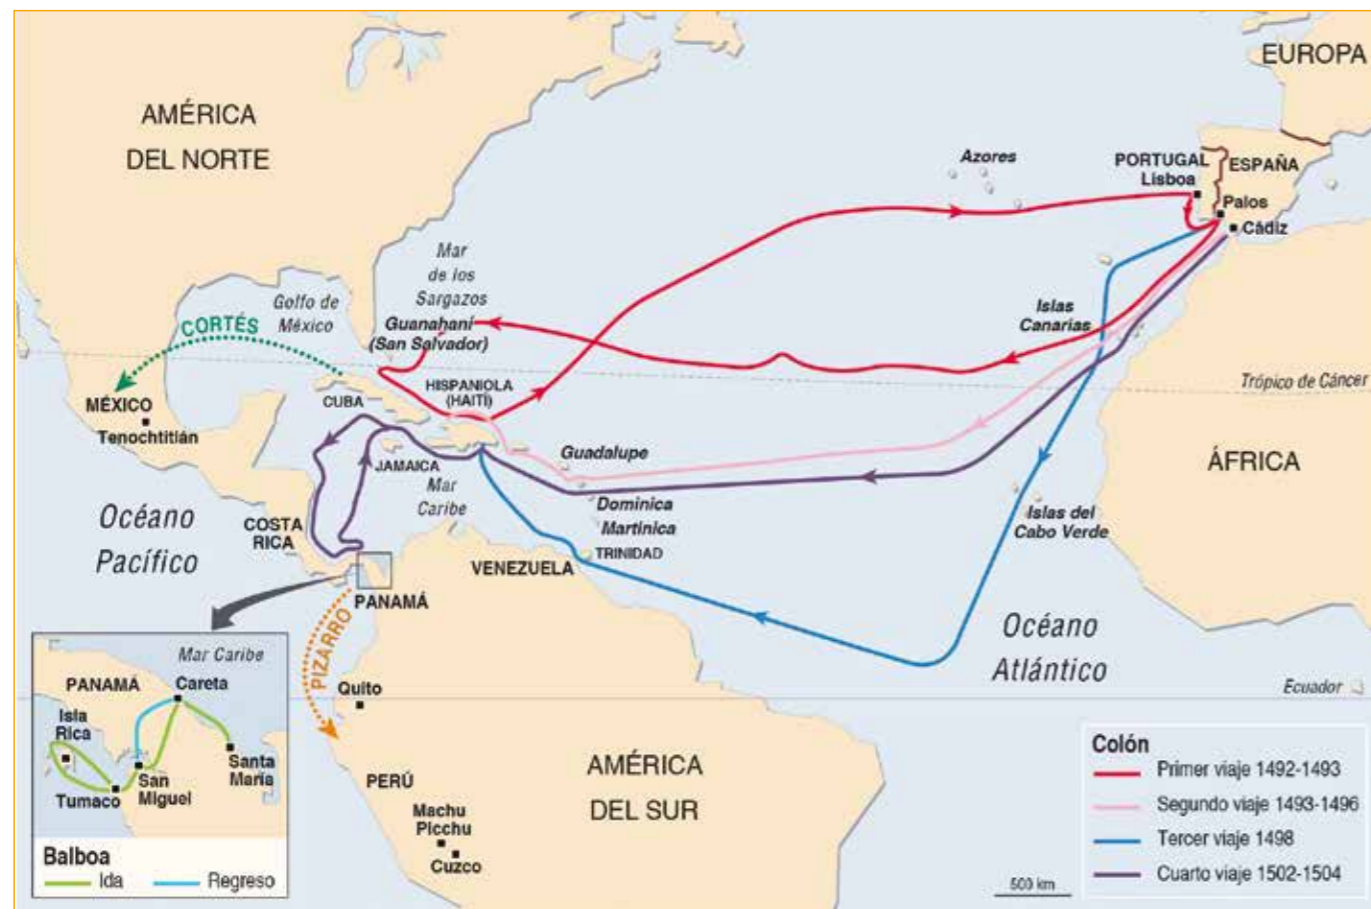 AMÉRICA
DEL NORTE
EUROPA
Azores
PORTUGAL
Lisboa
ESPAÑA
Palos
Cádiz
Mar
de los
Sargazos
Golfo de
México
CORTÉS
Guanahaní
(San Salvador)
Islas
Canarias
Trópico de Cáncer
HISPANIOLA
(HAITÍ)
CUBA
MÉXICO
Tenochtitlán
JAMAICA
Guadalupe
ÁFRICA
Mar
Caribe
Dominica
Martinica
Islas del
Cabo Verde
Océano
Pacífico
COSTA
RICA
TRINIDAD
VENEZUELA
PANAMÁ
PIZARRO
Océano
Atlántico
Ecuador
Quito
AMÉRICA
DEL SUR
PERÚ
Machu
Picchu
Cuzco
Mar Caribe
PANAMÁ
Careta
Isla
Rica
Santa
María
San
Miguel
Tumaco
Balboa
Ida
Regreso
Colón
Primer viaje 1492-1493
Segundo viaje 1493-1496
Tercer viaje 1498
Cuarto viaje 1502-1504
500 km